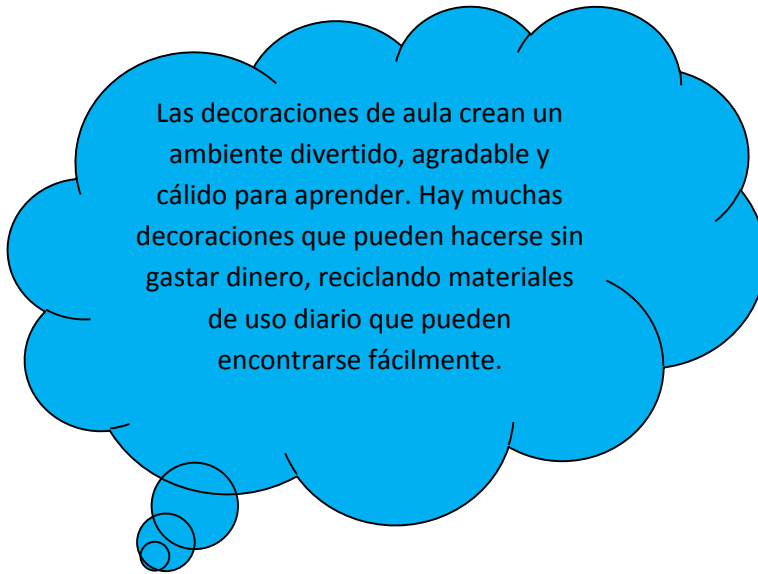 Las decoraciones de aula crean un
ambiente divertido, agradable y
cálido para aprender. Hay muchas
decoraciones que pueden hacerse sin
gastar dinero, reciclando materiales
de uso diario que pueden
encontrarse fácilmente.